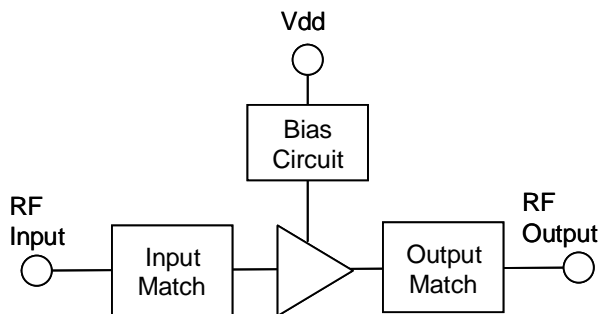 Vdd
Bias
Circuit
RF
Input
Input
Match
Output
Match
RF
Output